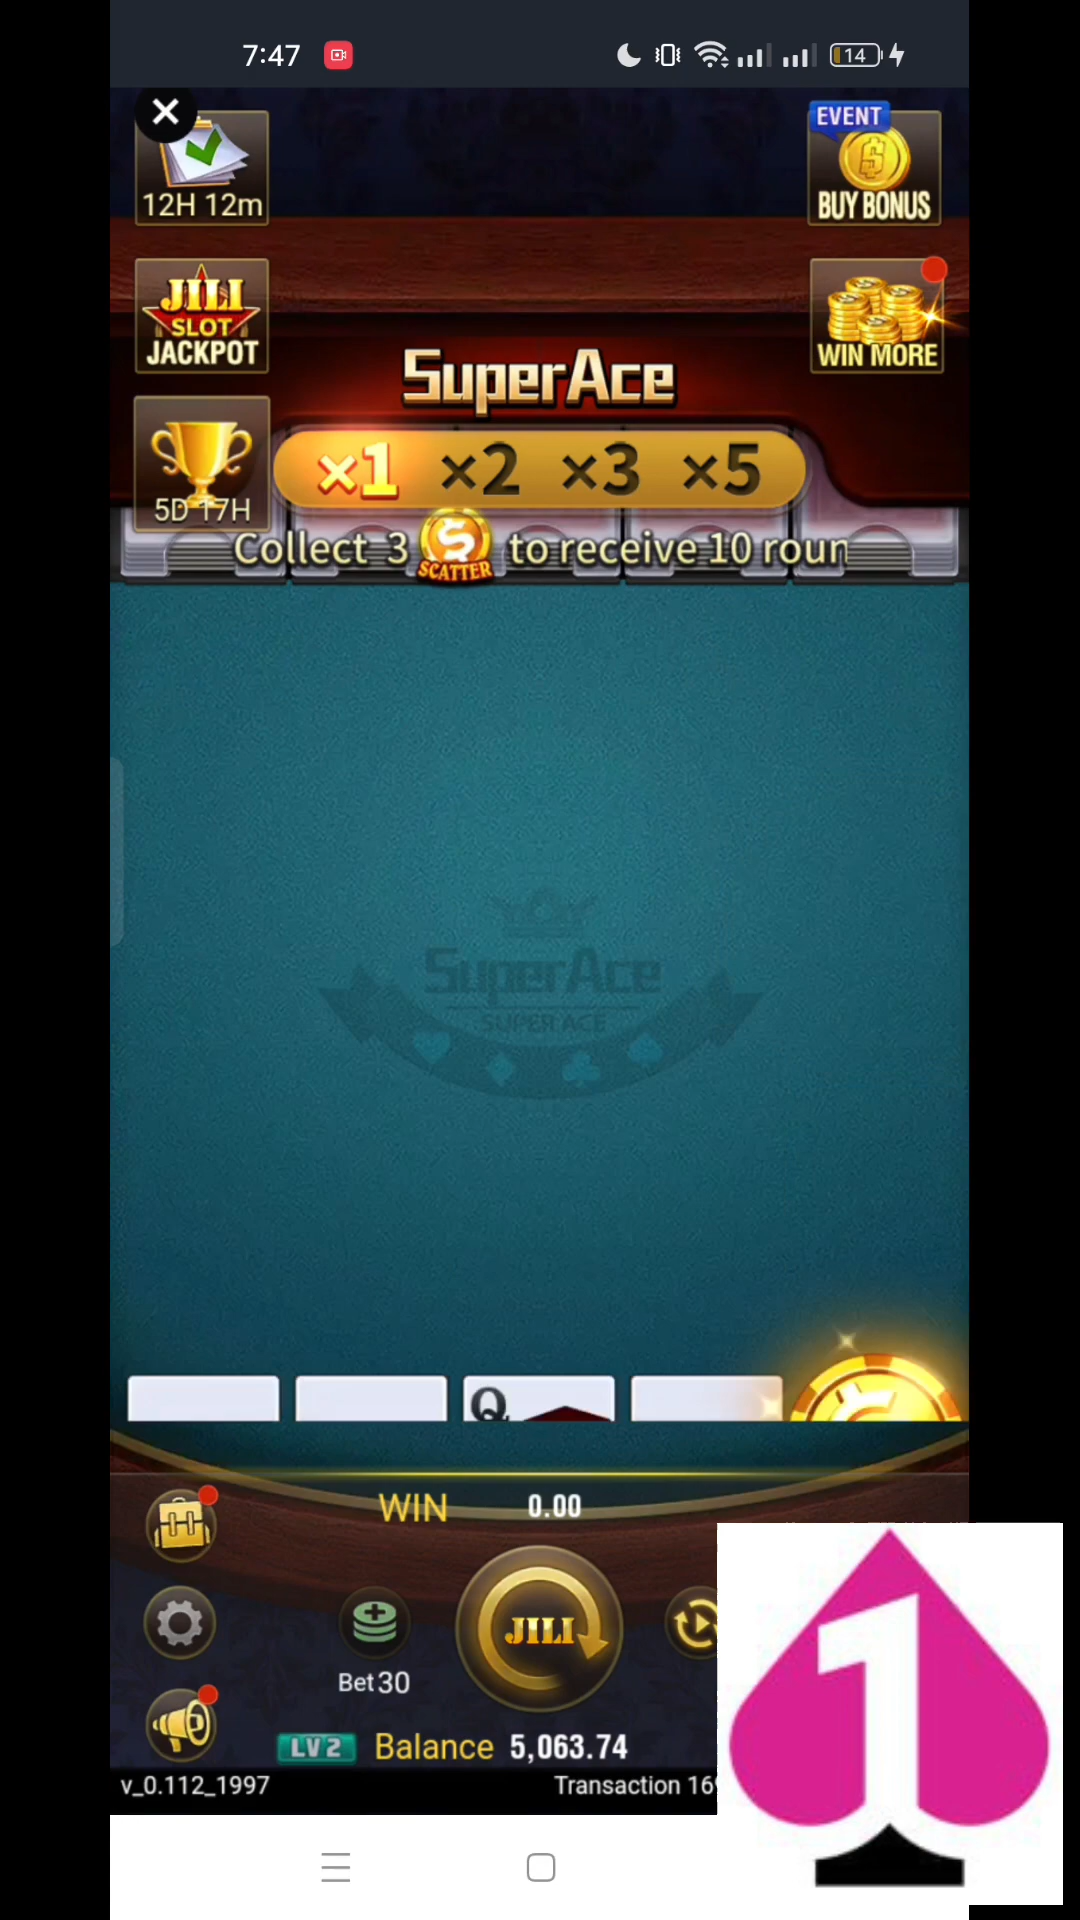 7:47
14
12H 12m
EVENT
BUY BONUS
JILI
SLOT
JACKPOT
WIN MORE
SuperAce
×1 ×2 ×3 ×5
5D 17H
Collect 3 SCATTER to receive 10 roun
SuperAce
SUPER ACE
Q
WIN 0.00
JILI
Bet 30
LV2 Balance 5,063.74
v_0.112_1997
Transaction 16
1